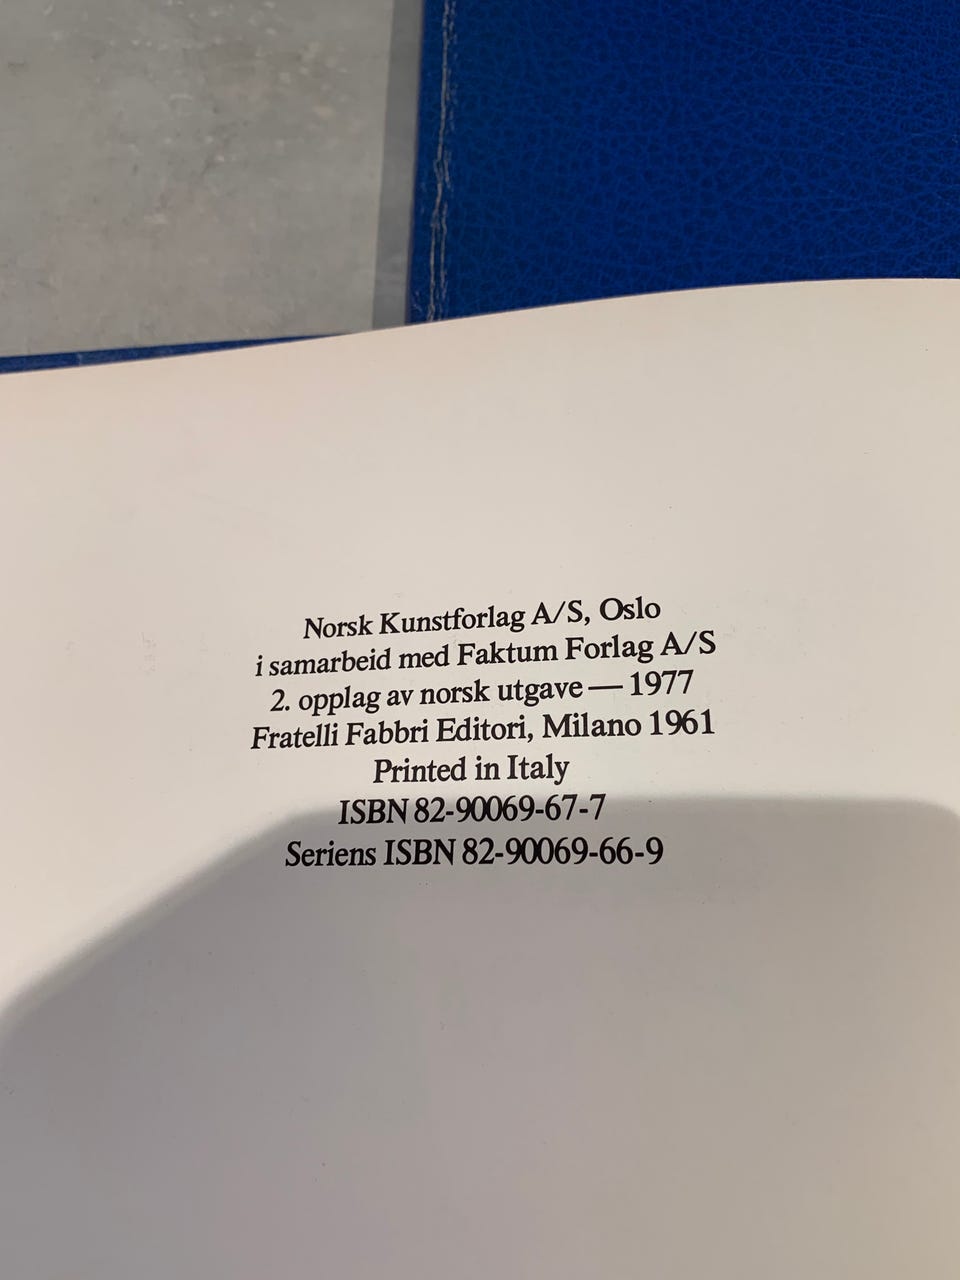 Norsk Kunstforlag A/S, Oslo
i samarbeid med Faktum Forlag A/S
2. opplag av norsk utgave — 1977
Fratelli Fabbri Editori, Milano 1961
Printed in Italy
ISBN 82-90069-67-7
Seriens ISBN 82-90069-66-9